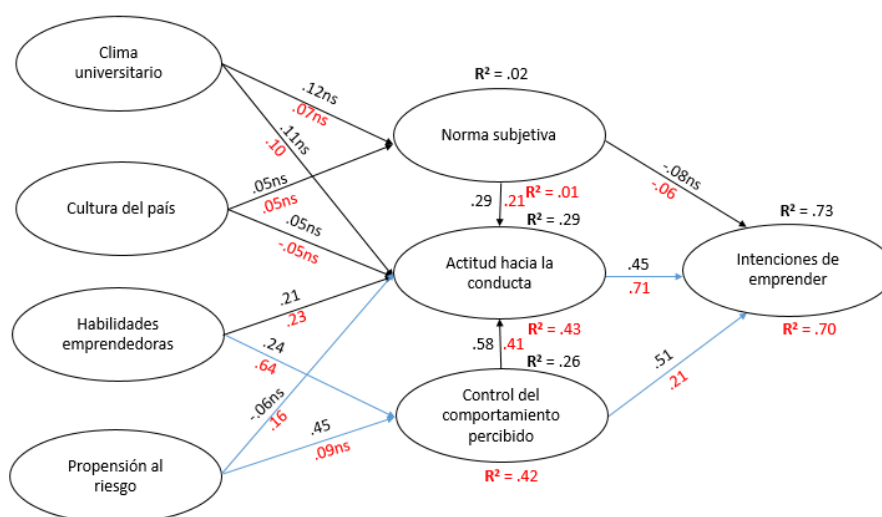 Clima
universitario
R² = .02
.12ns
.07ns
Norma subjetiva
.11ns
.10
-.08ns
-.06
.05ns
.05ns
Cultura del país
.29 .21
R² = .01
R² = .29
R² = .73
.05ns
-.05ns
Actitud hacia la
conducta
.45
.71
Intenciones de
emprender
.21
.23
Habilidades
emprendedoras
R² = .43
R² = .70
.58 .41
R² = .26
.24
.64
.51
.21
-.06ns
.16
Control del
comportamiento
percibido
.45
.09ns
Propensión al
riesgo
R² = .42